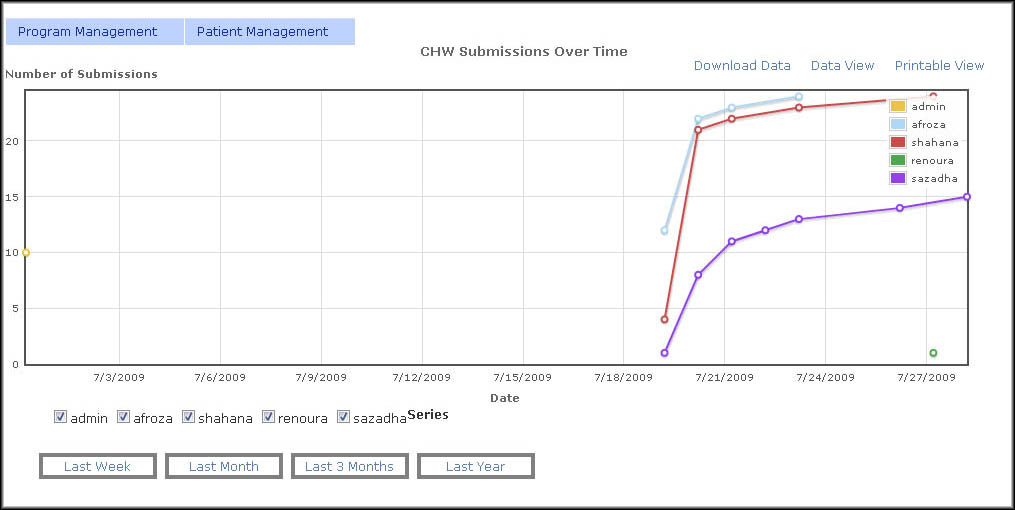 Program Management Patient Management
CHW Submissions Over Time
Download Data Data View Printable View
Number of Submissions
admin
afroza
shahana
renoura
sazadha
20
15
10
5
0
7/3/2009 7/6/2009 7/9/2009 7/12/2009 7/15/2009 7/18/2009 7/21/2009 7/24/2009 7/27/2009
Date
admin afroza shahana renoura sazadha Series
Last Week Last Month Last 3 Months Last Year